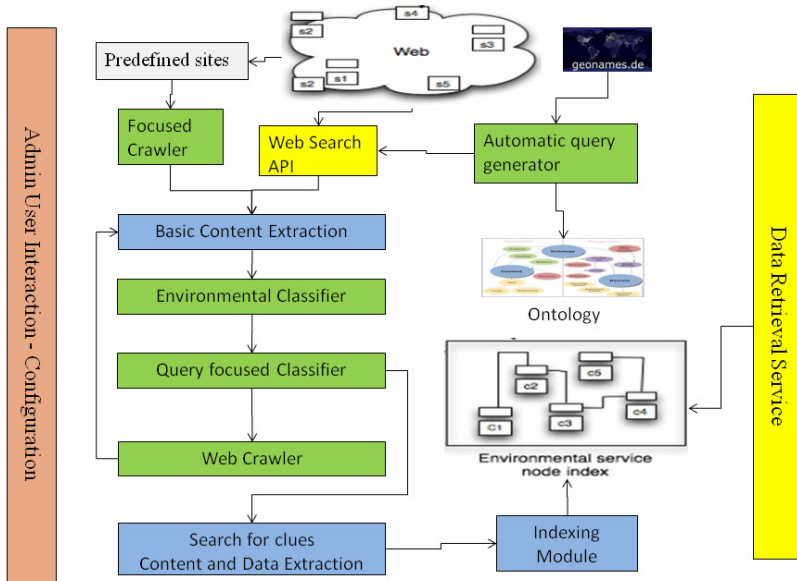 s4
s2
s3
Web
s2
s1
s5
geonames.de
Predefined sites
Focused
Crawler
Web Search
API
Automatic query
generator
Basic Content Extraction
Environmental Classifier
Query focused Classifier
Web Crawler
Search for clues
Content and Data Extraction
Indexing
Module
Ontology
c2
c5
C1
c3
c4
Environmental service
node index
Admin User Interaction - Configuration
Data Retrieval Service